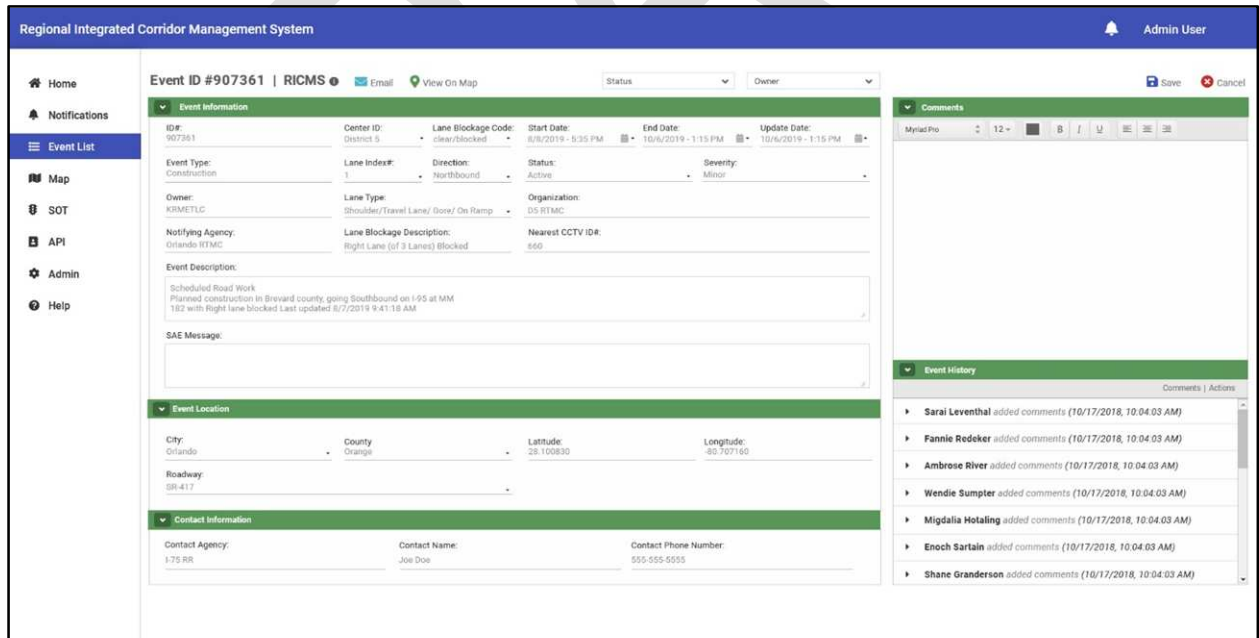 Regional Integrated Corridor Management System
Admin User
Home
Notifications
Event List
Map
SOT
API
Admin
Help
Event ID #907361 | RICMS Email View On Map Status Owner Save Cancel
Event Information
ID#: Center ID: Lane Blockage Code: Start Date: End Date: Update Date:
907361 District 5 clear/blocked 8/8/2019 - 5:35 PM 10/6/2019 - 1:15 PM 10/6/2019 - 1:15 PM
Event Type: Lane Index#: Direction: Status: Severity:
Construction 1 Northbound Active Minor
Owner: Lane Type: Organization:
KRMETLC Shoulder/Travel Lane/ Gore/ On Ramp D5 RTMC
Notifying Agency: Lane Blockage Description: Nearest CCTV ID#:
Orlando RTMC Right Lane (of 3 Lanes) Blocked 660
Event Description:
Scheduled Road Work
Planned construction in Brevard county, going Southbound on I-95 at MM
182 with Right lane blocked Last updated 8/7/2019 9:41:18 AM
SAE Message:
Event Location
City: County Latitude: Longitude:
Orlando Orange 28.100830 -80.707160
Roadway:
SR-417
Contact Information
Contact Agency: Contact Name: Contact Phone Number:
I-75 RR Joe Doe 555-555-5555
Comments
Myriad Pro 12 B I U
Event History
Comments | Actions
Sarai Leventhal added comments (10/17/2018, 10:04:03 AM)
Fannie Redeker added comments (10/17/2018, 10:04:03 AM)
Ambrose River added comments (10/17/2018, 10:04:03 AM)
Wendie Sumpter added comments (10/17/2018, 10:04:03 AM)
Migdalia Hotaling added comments (10/17/2018, 10:04:03 AM)
Enoch Sartain added comments (10/17/2018, 10:04:03 AM)
Shane Granderson added comments (10/17/2018, 10:04:03 AM)